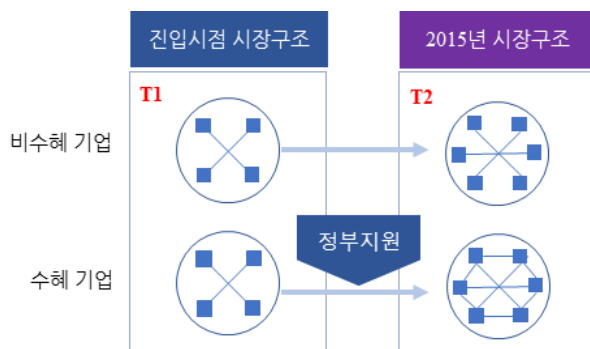 진입시점 시장구조
2015년 시장구조
T1
T2
비수혜 기업
정부지원
수혜 기업